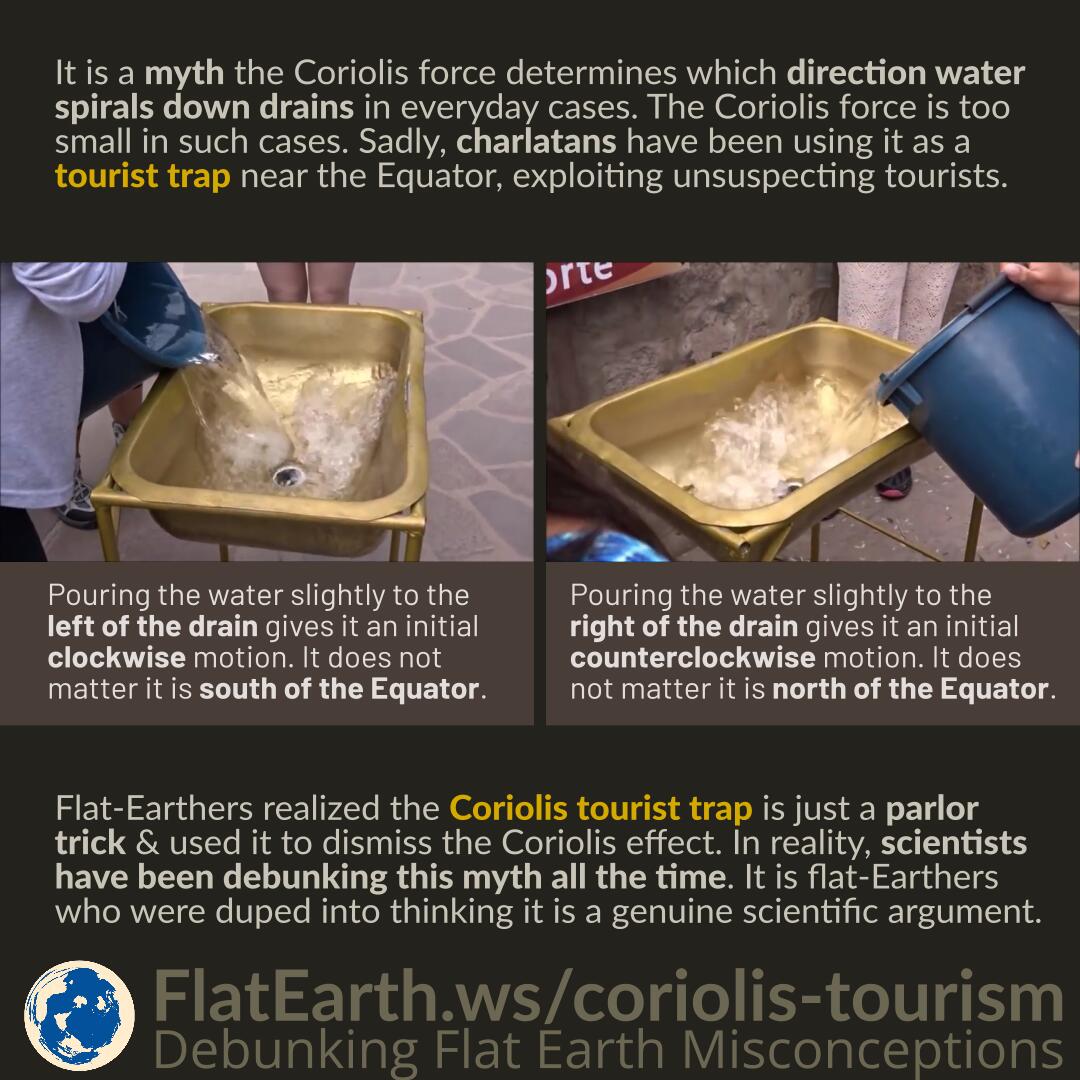 It is a myth the Coriolis force determines which direction water
spirals down drains in everyday cases. The Coriolis force is too
small in such cases. Sadly, charlatans have been using it as a
tourist trap near the Equator, exploiting unsuspecting tourists.
orte
Pouring the water slightly to the
left of the drain gives it an initial
clockwise motion. It does not
matter it is south of the Equator.
Pouring the water slightly to the
right of the drain gives it an initial
counterclockwise motion. It does
not matter it is north of the Equator.
Flat-Earthers realized the Coriolis tourist trap is just a parlor
trick & used it to dismiss the Coriolis effect. In reality, scientists
have been debunking this myth all the time. It is flat-Earthers
who were duped into thinking it is a genuine scientific argument.
FlatEarth.ws/coriolis-tourism
Debunking Flat Earth Misconceptions